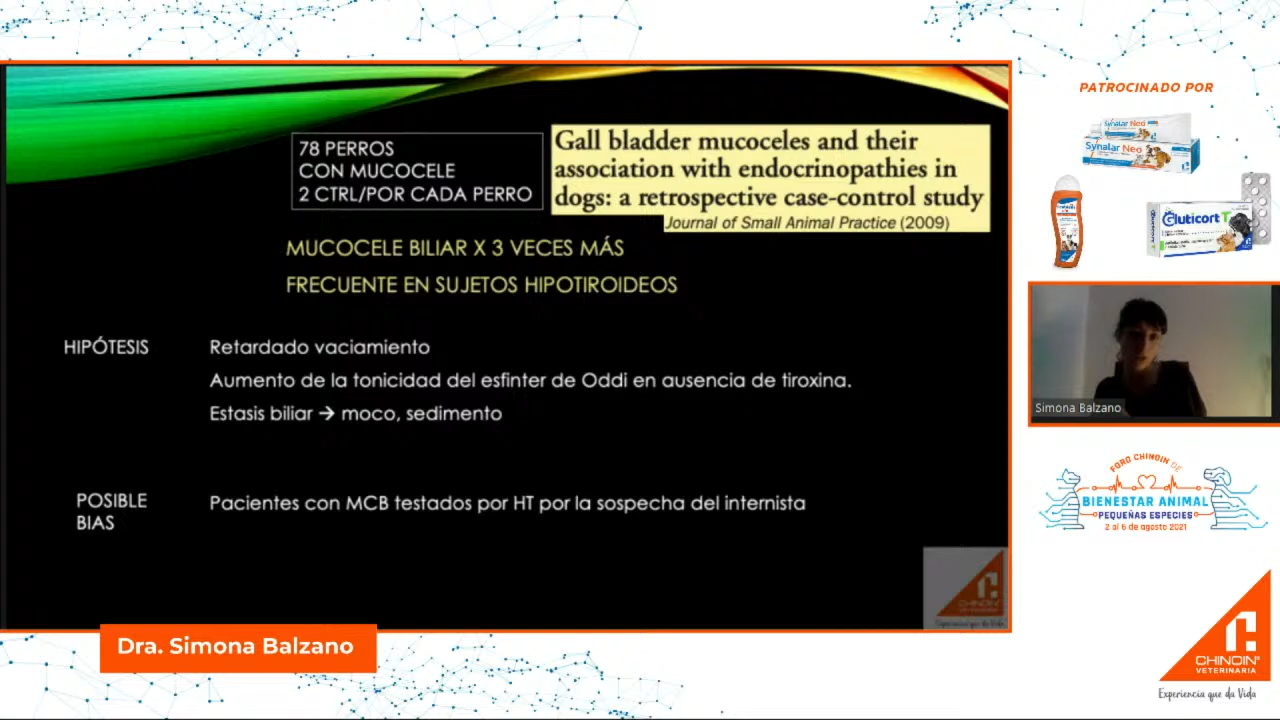 78 PERROS
CON MUCOCELE
2 CTRL/POR CADA PERRO
Gall bladder mucoceles and their
association with endocrinopathies in
dogs: a retrospective case-control study
Journal of Small Animal Practice (2009)
MUCOCELE BILIAR X 3 VECES MÁS
FRECUENTE EN SUJETOS HIPOTIROIDEOS
HIPÓTESIS
Retardado vaciamiento
Aumento de la tonicidad del esfinter de Oddi en ausencia de tiroxina.
Estasis biliar → moco, sedimento
POSIBLE
BIAS
Pacientes con MCB testados por HT por la sospecha del internista
Dra. Simona Balzano
PATROCINADO POR
Synalar Neo
Synalar Neo
Gluticort T
Simona Balzano
FORO CHINOIN DE
BIENESTAR ANIMAL
PEQUEÑAS ESPECIES
2 al 6 de agosto 2021
CHINOIN
VETERINARIA
Experiencia que da Vida